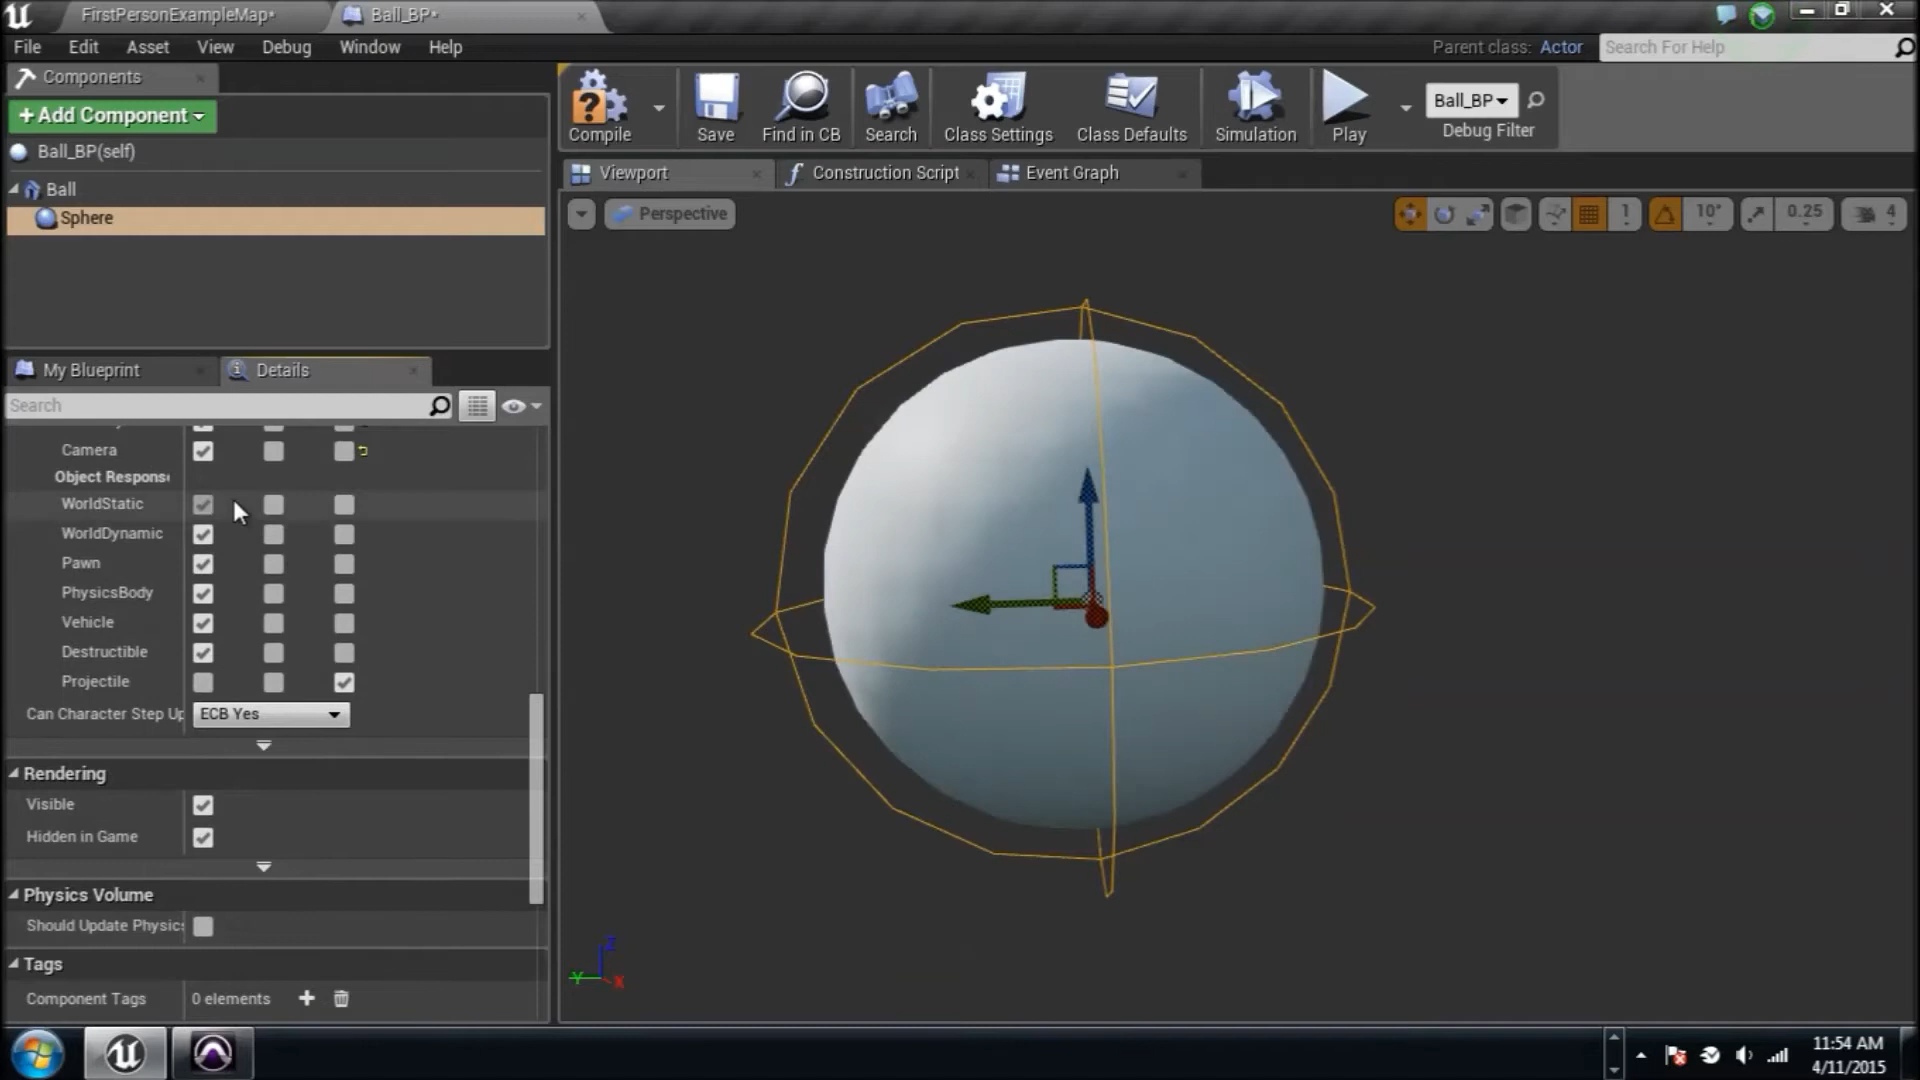 FirstPersonExampleMap*
Ball_BP*
File Edit Asset View Debug Window Help
Parent class: Actor
Search For Help
Components
+Add Component
Ball_BP(self)
Ball
Sphere
Compile
Save
Find in CB
Search
Class Settings
Class Defaults
Simulation
Play
Ball_BP
Debug Filter
Viewport
Construction Script
Event Graph
Perspective
1
10°
0.25
4
My Blueprint
Details
Search
Camera
Object Respons
WorldStatic
WorldDynamic
Pawn
PhysicsBody
Vehicle
Destructible
Projectile
Can Character Step Up
ECB Yes
Rendering
Visible
Hidden in Game
Physics Volume
Should Update Physic
Tags
Component Tags
0 elements
Z
Y
X
11:54 AM
4/11/2015